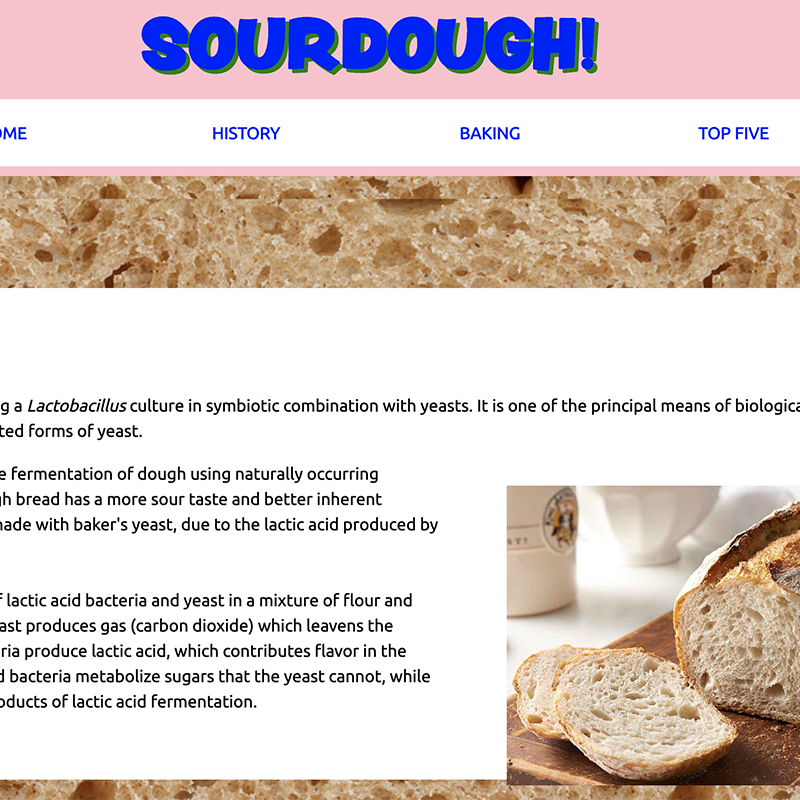 SOURDOUGH!
OME HISTORY BAKING TOP FIVE
g a Lactobacillus culture in symbiotic combination with yeasts. It is one of the principal means of biologica
ted forms of yeast.
e fermentation of dough using naturally occurring
gh bread has a more sour taste and better inherent
made with baker's yeast, due to the lactic acid produced by
f lactic acid bacteria and yeast in a mixture of flour and
ast produces gas (carbon dioxide) which leavens the
ria produce lactic acid, which contributes flavor in the
d bacteria metabolize sugars that the yeast cannot, while
oducts of lactic acid fermentation.